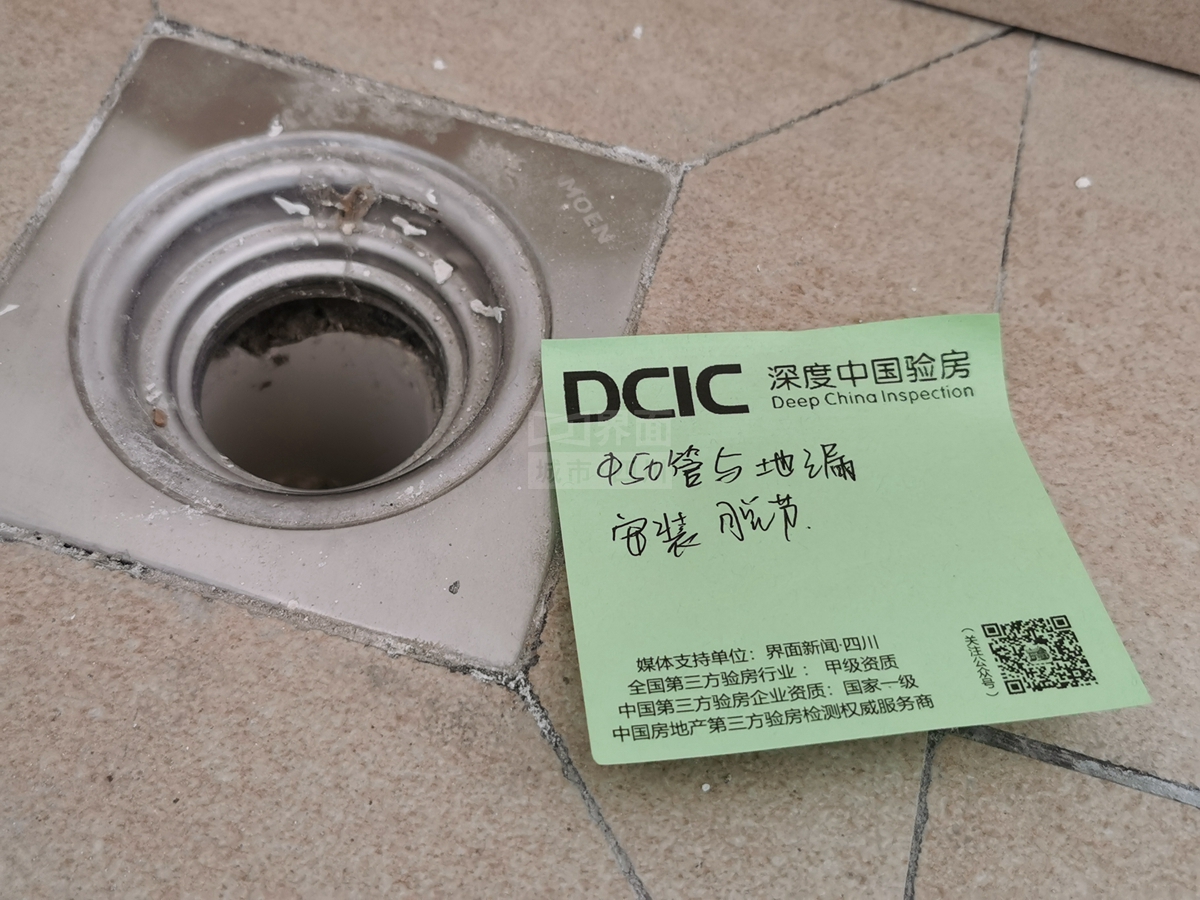 MOEN
DCIC 深度中国验房
Deep China Inspection
Φ50管与地漏
安装脱节.
媒体支持单位：界面新闻·四川
全国第三方验房行业：甲级资质
中国第三方验房企业资质：国家一级
中国房地产第三方验房检测权威服务商
（关注公众号）
界面
城市